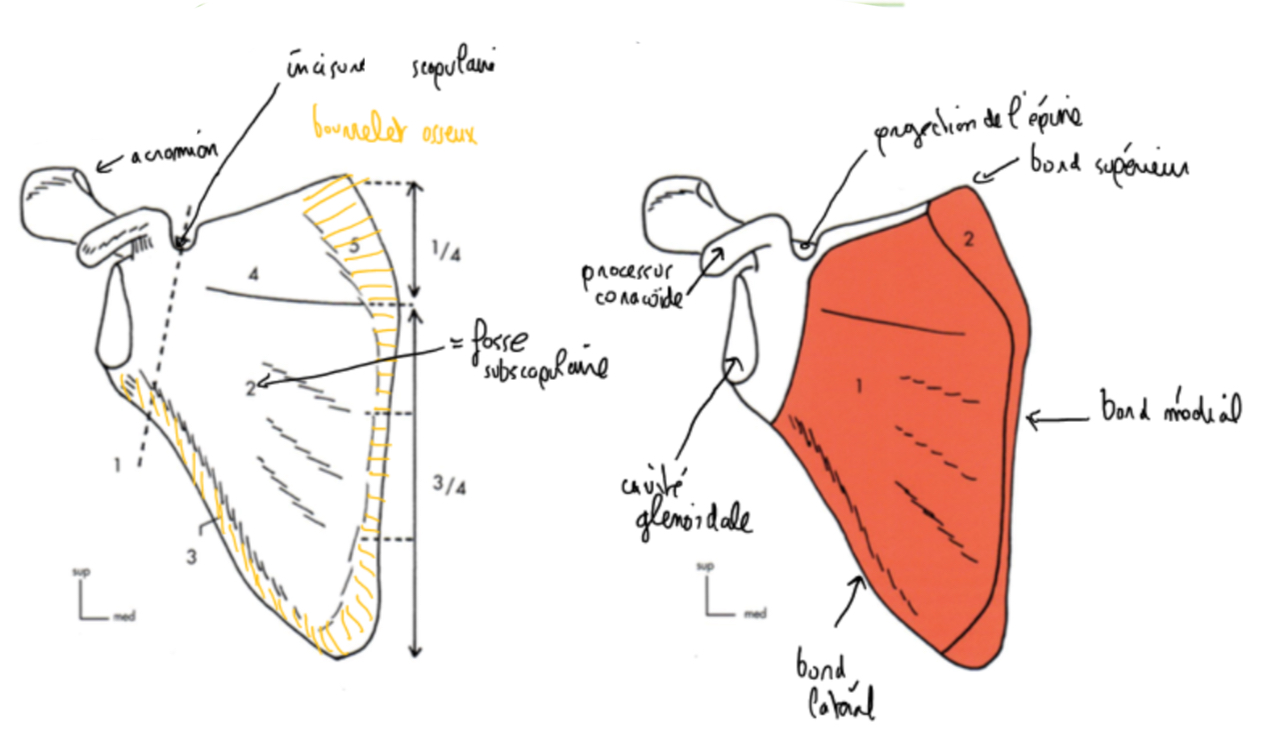 incisure scapulaire
bourrelet osseux
acromion
5
4
1/4
2
= fosse
subscapulaire
1
3/4
3
sup
med
projection de l'épine
bord supérieur
2
processus
coracoïde
1
bord médial
cavité
glénoïdale
sup
med
bord
latéral